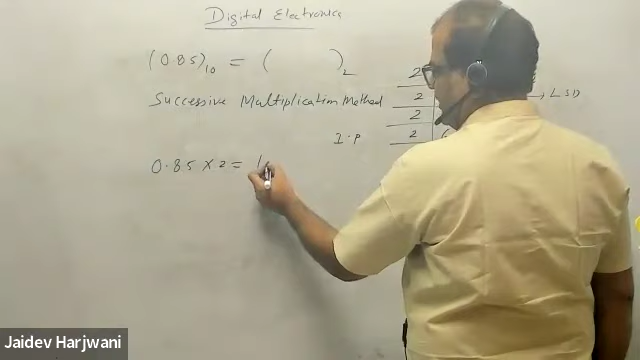 Digital Electronics
(0.85)10 = ( )2
Successive Multiplication Method
2
2 → LSD
2
I.P 2
0.85 x 2 = 1.
Jaidev Harjwani